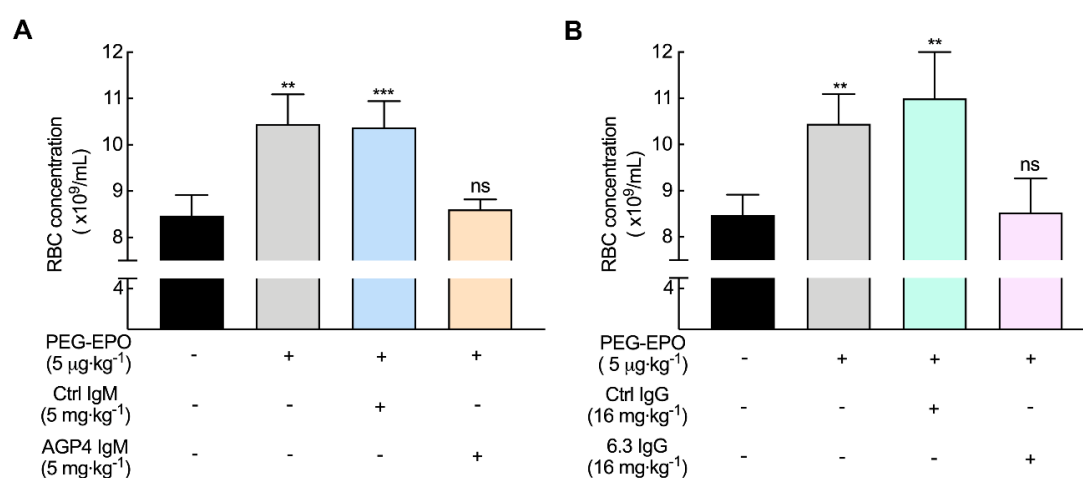 A
12
11
10
9
8
4
RBC concentration
( x10⁹/mL)
**
***
ns
PEG-EPO
(5 µg·kg⁻¹)
- + + +
Ctrl IgM
(5 mg·kg⁻¹)
- - + -
AGP4 IgM
(5 mg·kg⁻¹)
- - - +
B
12
11
10
9
8
4
RBC concentration
( x10⁹/mL)
**
**
ns
PEG-EPO
( 5 µg·kg⁻¹)
- + + +
Ctrl IgG
(16 mg·kg⁻¹)
- - + -
6.3 IgG
(16 mg·kg⁻¹)
- - - +